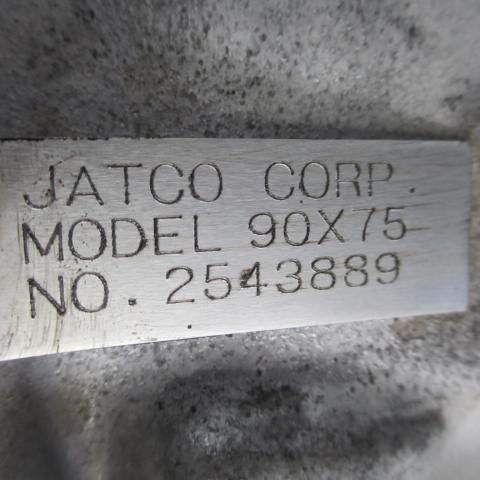 JATCO CORP.
MODEL 90X75
NO. 2543889